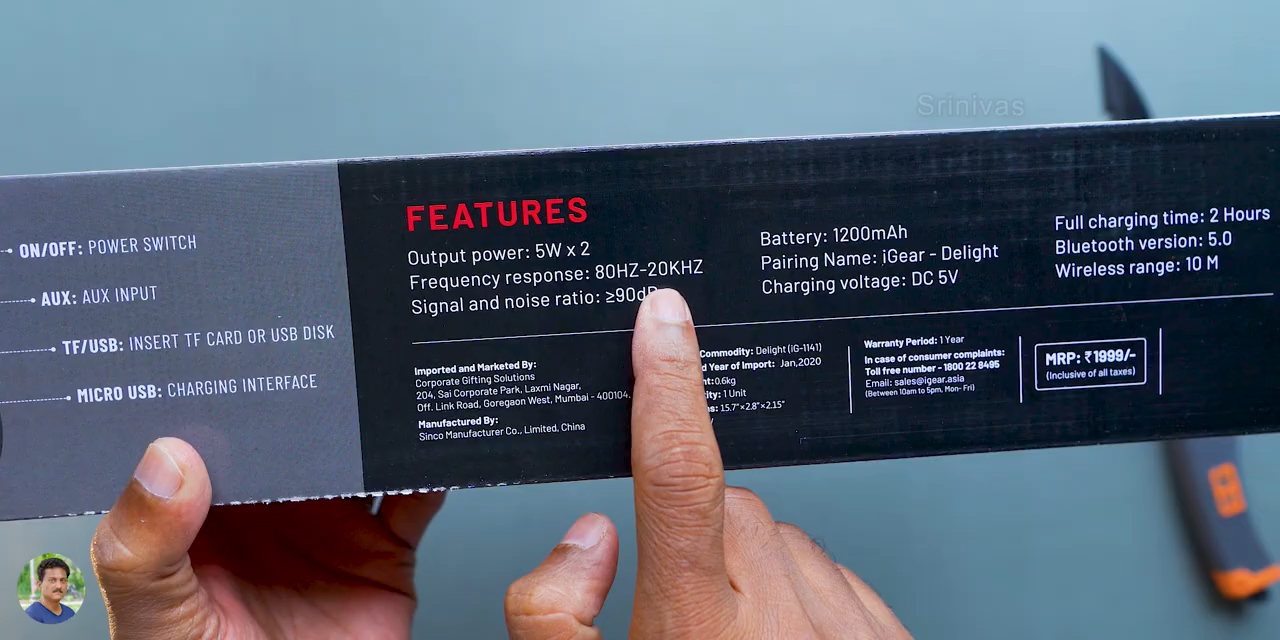 Srinivas
ON/OFF: POWER SWITCH
AUX: AUX INPUT
TF/USB: INSERT TF CARD OR USB DISK
MICRO USB: CHARGING INTERFACE
FEATURES
Output power: 5W x 2
Frequency response: 80HZ-20KHZ
Signal and noise ratio: ≥90d
Battery: 1200mAh
Pairing Name: iGear - Delight
Charging voltage: DC 5V
Full charging time: 2 Hours
Bluetooth version: 5.0
Wireless range: 10 M
Imported and Marketed By:
Corporate Gifting Solutions
204, Sai Corporate Park, Laxmi Nagar,
Off. Link Road, Goregaon West, Mumbai - 400104.
Manufactured By:
Sinco Manufacturer Co., Limited, China
Commodity: Delight (IG-1141)
Year of Import: Jan,2020
0.6kg
1 Unit
15.7"×2.8"×2.15"
Warranty Period: 1 Year
In case of consumer complaints:
Toll free number - 1800 22 8495
Email: sales@igear.asia
(Between 10am to 5pm, Mon- Fri)
MRP: ₹1999/-
(Inclusive of all taxes)